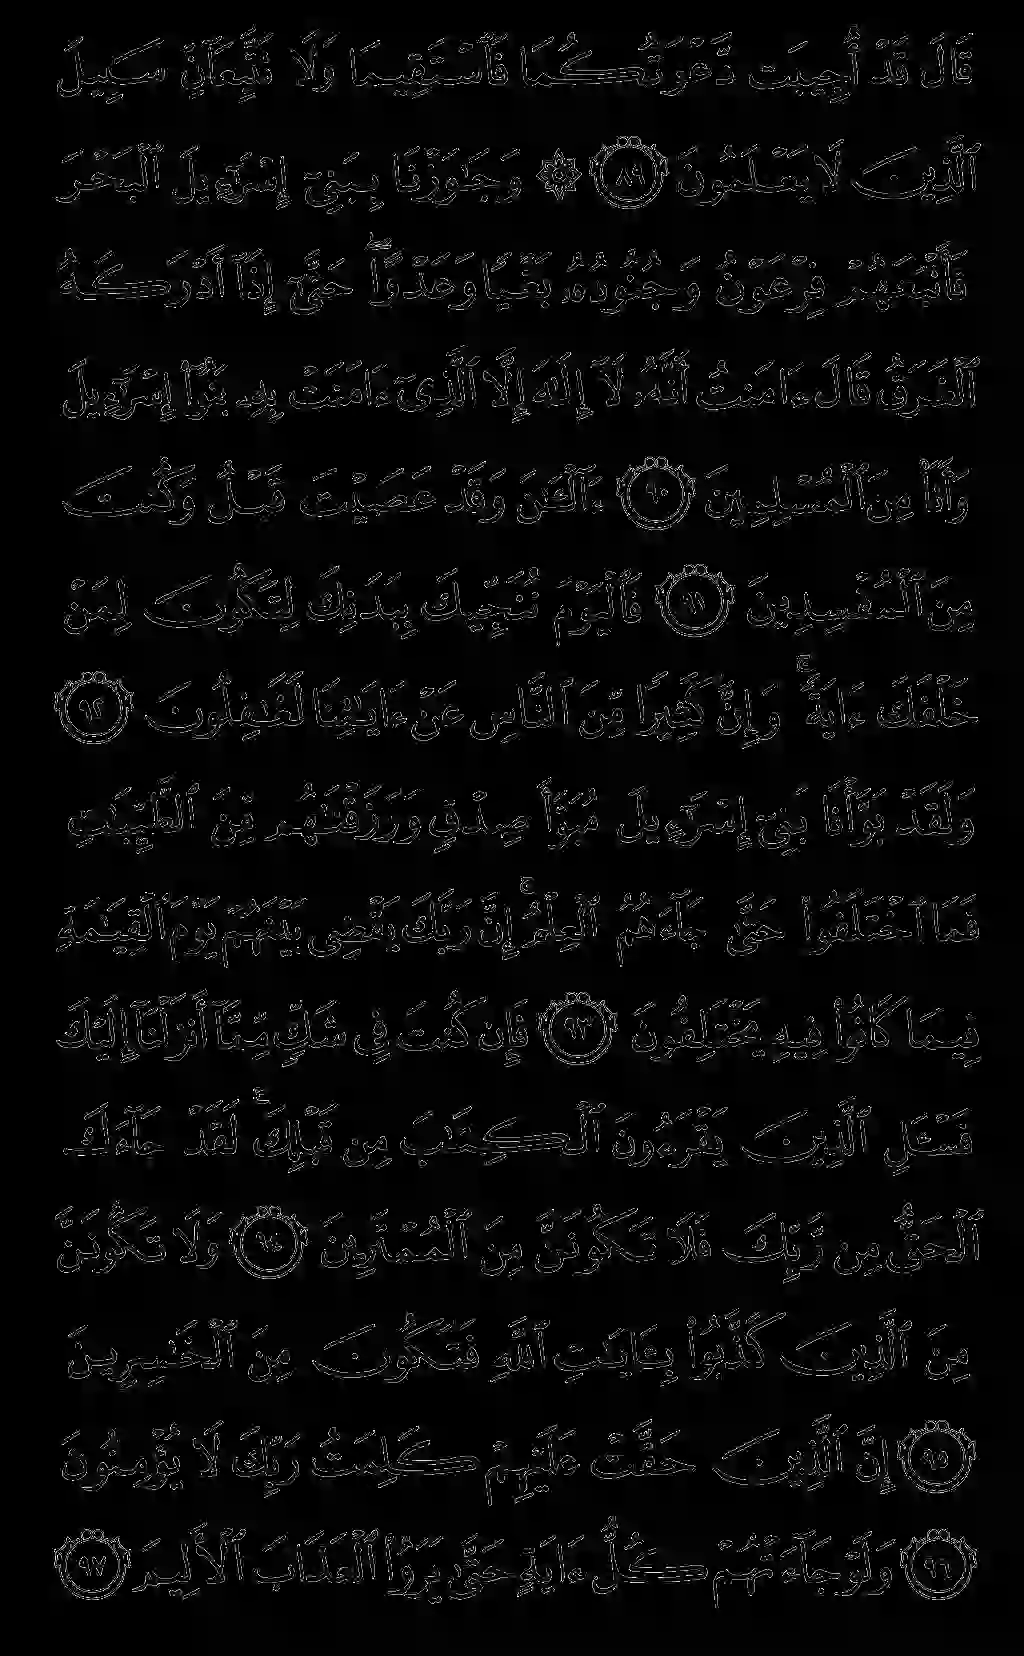 قَالَ قَدْ أُجِيبَت دَّعْوَتُكُمَا فَٱسْتَقِيمَا وَلَا تَتَّبِعَآنِّ سَبِيلَ
ٱلَّذِينَ لَا يَعْلَمُونَ ٨٩ ۞ وَجَٰوَزْنَا بِبَنِىٓ إِسْرَٰٓءِيلَ ٱلْبَحْرَ
فَأَتْبَعَهُمْ فِرْعَوْنُ وَجُنُودُهُۥ بَغْيًا وَعَدْوًا ۖ حَتَّىٰٓ إِذَآ أَدْرَكَهُ
ٱلْغَرَقُ قَالَ ءَامَنتُ أَنَّهُۥ لَآ إِلَٰهَ إِلَّا ٱلَّذِىٓ ءَامَنَتْ بِهِۦ بَنُوٓا۟ إِسْرَٰٓءِيلَ
وَأَنَا۠ مِنَ ٱلْمُسْلِمِينَ ٩٠ ءَآلْـَٰٔنَ وَقَدْ عَصَيْتَ قَبْلُ وَكُنتَ
مِنَ ٱلْمُفْسِدِينَ ٩١ فَٱلْيَوْمَ نُنَجِّيكَ بِبَدَنِكَ لِتَكُونَ لِمَنْ
خَلْفَكَ ءَايَةً ۚ وَإِنَّ كَثِيرًا مِّنَ ٱلنَّاسِ عَنْ ءَايَٰتِنَا لَغَٰفِلُونَ ٩٢
وَلَقَدْ بَوَّأْنَا بَنِىٓ إِسْرَٰٓءِيلَ مُبَوَّأَ صِدْقٍ وَرَزَقْنَٰهُم مِّنَ ٱلطَّيِّبَٰتِ
فَمَا ٱخْتَلَفُوا۟ حَتَّىٰ جَآءَهُمُ ٱلْعِلْمُ ۚ إِنَّ رَبَّكَ يَقْضِى بَيْنَهُمْ يَوْمَ ٱلْقِيَٰمَةِ
فِيمَا كَانُوا۟ فِيهِ يَخْتَلِفُونَ ٩٣ فَإِن كُنتَ فِى شَكٍّ مِّمَّآ أَنزَلْنَآ إِلَيْكَ
فَسْـَٔلِ ٱلَّذِينَ يَقْرَءُونَ ٱلْكِتَٰبَ مِن قَبْلِكَ ۚ لَقَدْ جَآءَكَ
ٱلْحَقُّ مِن رَّبِّكَ فَلَا تَكُونَنَّ مِنَ ٱلْمُمْتَرِينَ ٩٤ وَلَا تَكُونَنَّ
مِنَ ٱلَّذِينَ كَذَّبُوا۟ بِـَٔايَٰتِ ٱللَّهِ فَتَكُونَ مِنَ ٱلْخَٰسِرِينَ
٩٥ إِنَّ ٱلَّذِينَ حَقَّتْ عَلَيْهِمْ كَلِمَتُ رَبِّكَ لَا يُؤْمِنُونَ
٩٦ وَلَوْ جَآءَتْهُمْ كُلُّ ءَايَةٍ حَتَّىٰ يَرَوُا۟ ٱلْعَذَابَ ٱلْأَلِيمَ ٩٧